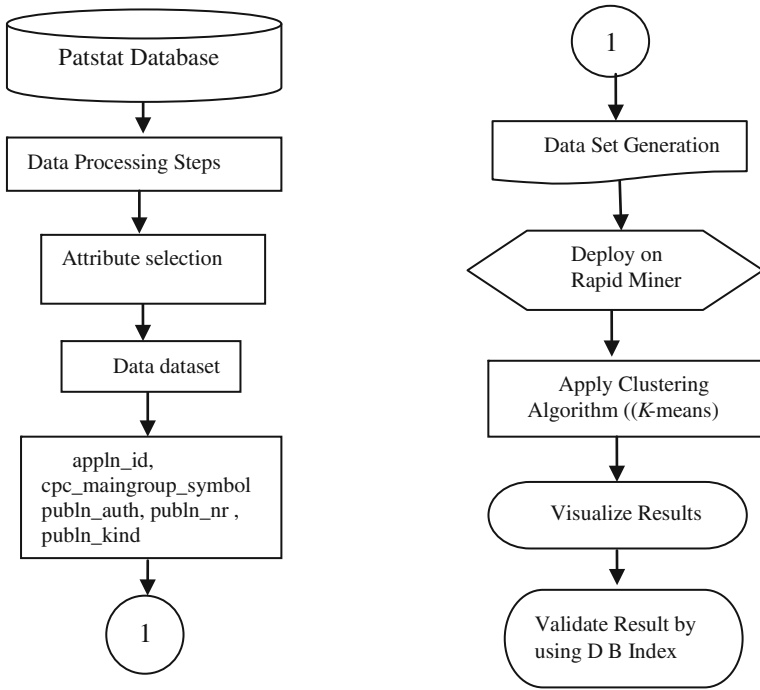 Patstat Database
Data Processing Steps
Attribute selection
Data dataset
appln_id,
cpc_maingroup_symbol
publn_auth, publn_nr ,
publn_kind
1
1
Data Set Generation
Deploy on
Rapid Miner
Apply Clustering
Algorithm ((K-means)
Visualize Results
Validate Result by
using D B Index